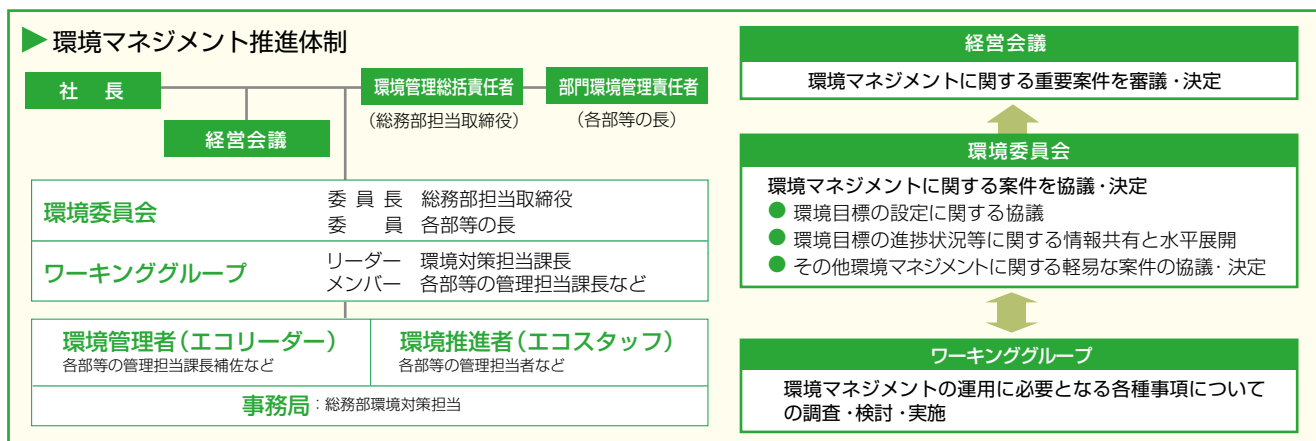 環境マネジメント推進体制
社　長
環境管理総括責任者
部門環境管理責任者
(総務部担当取締役)
(各部等の長)
経営会議
環境委員会
委 員 長　総務部担当取締役
委　　員　各部等の長
ワーキンググループ
リーダー　環境対策担当課長
メンバー　各部等の管理担当課長など
環境管理者(エコリーダー)
各部等の管理担当課長補佐など
環境推進者(エコスタッフ)
各部等の管理担当者など
事務局:総務部環境対策担当
経営会議
環境マネジメントに関する重要案件を審議・決定
環境委員会
環境マネジメントに関する案件を協議・決定
● 環境目標の設定に関する協議
● 環境目標の進捗状況等に関する情報共有と水平展開
● その他環境マネジメントに関する軽易な案件の協議・決定
ワーキンググループ
環境マネジメントの運用に必要となる各種事項について
の調査・検討・実施